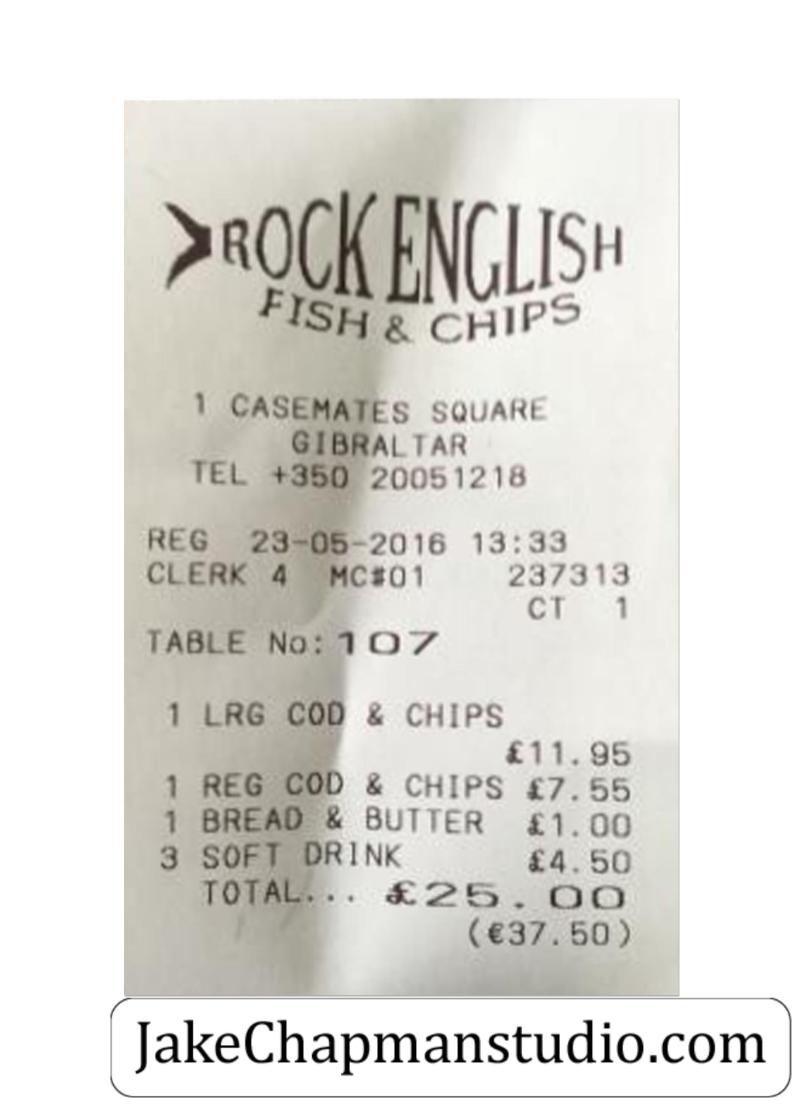 ROCK ENGLISH
FISH & CHIPS
1 CASEMATES SQUARE
GIBRALTAR
TEL +350 20051218
REG 23-05-2016 13:33
CLERK 4 MC#01 237313
CT 1
TABLE No: 107
1 LRG COD & CHIPS
£11.95
1 REG COD & CHIPS £7.55
1 BREAD & BUTTER £1.00
3 SOFT DRINK £4.50
TOTAL... £25.00
(€37.50)
JakeChapmanstudio.com